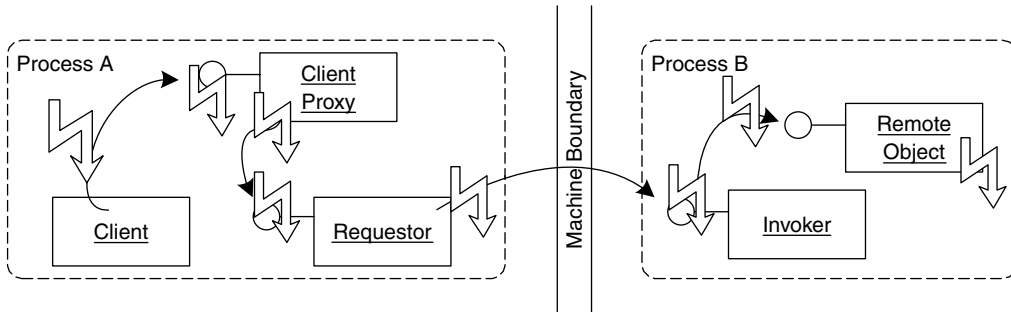 Process A
Client
Proxy
Client
Requestor
Machine Boundary
Process B
Remote
Object
Invoker